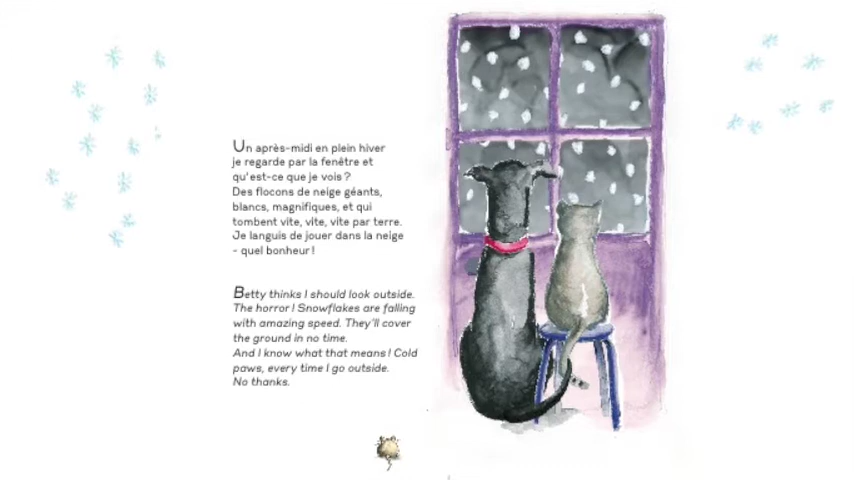 Un après-midi en plein hiver
je regarde par la fenêtre et
qu'est-ce que je vois ?
Des flocons de neige géants,
blancs, magnifiques, et qui
tombent vite, vite, vite par terre.
Je languis de jouer dans la neige
- quel bonheur !
Betty thinks I should look outside.
The horror ! Snowflakes are falling
with amazing speed. They'll cover
the ground in no time.
And I know what that means ! Cold
paws, every time I go outside.
No thanks.